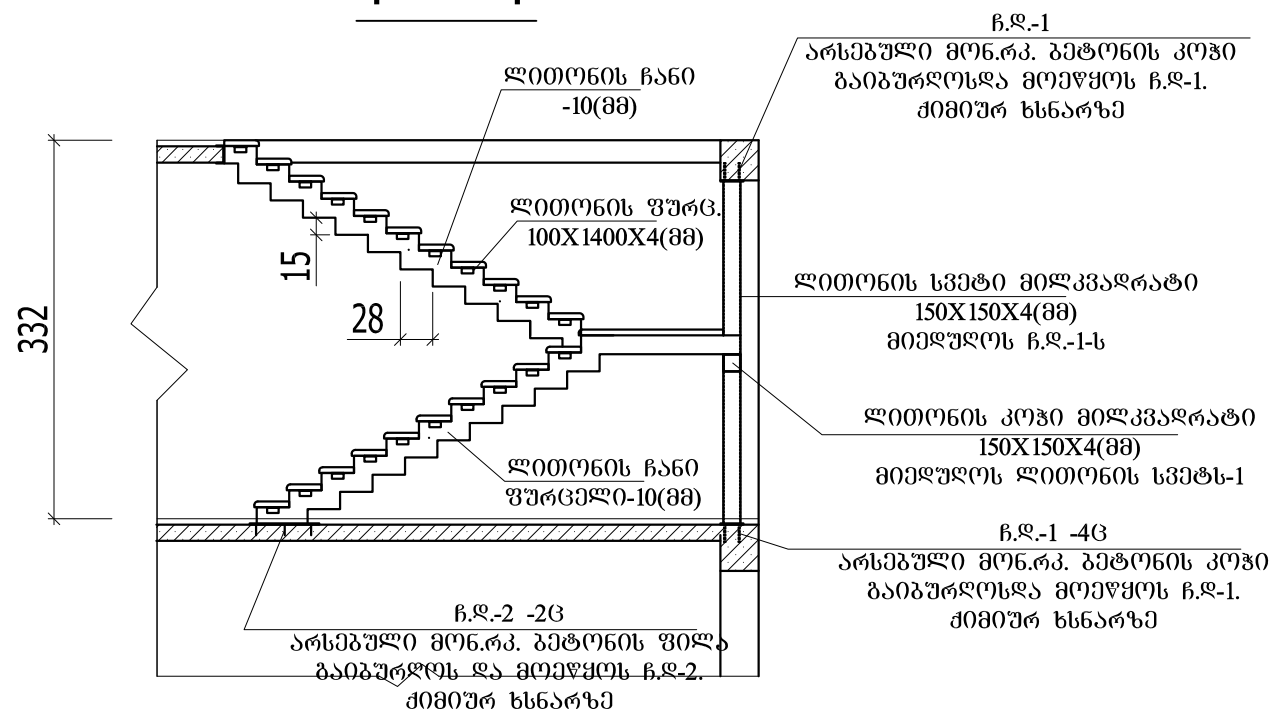 ჩ.დ.-1
არსებული მონ.რკ. ბეტონის კოჭი
გაიბურღოსდა მოეწყოს ჩ.დ-1.
ქიმიურ ხსნარზე
ლითონის ჩანი
-10(მმ)
ლითონის ფურც.
100X1400X4(მმ)
15
28
332
ლითონის სვეტი მილკვადრატი
150X150X4(მმ)
მიედუღოს ჩ.დ.-1-ს
ლითონის კოჭი მილკვადრატი
150X150X4(მმ)
მიედუღოს ლითონის სვეტს-1
ლითონის ჩანი
ფურცელი-10(მმ)
ჩ.დ.-1 -4ც
არსებული მონ.რკ. ბეტონის კოჭი
გაიბურღოსდა მოეწყოს ჩ.დ-1.
ქიმიურ ხსნარზე
ჩ.დ.-2 -2ც
არსებული მონ.რკ. ბეტონის ფილა
გაიბურღოს და მოეწყოს ჩ.დ-2.
ქიმიურ ხსნარზე